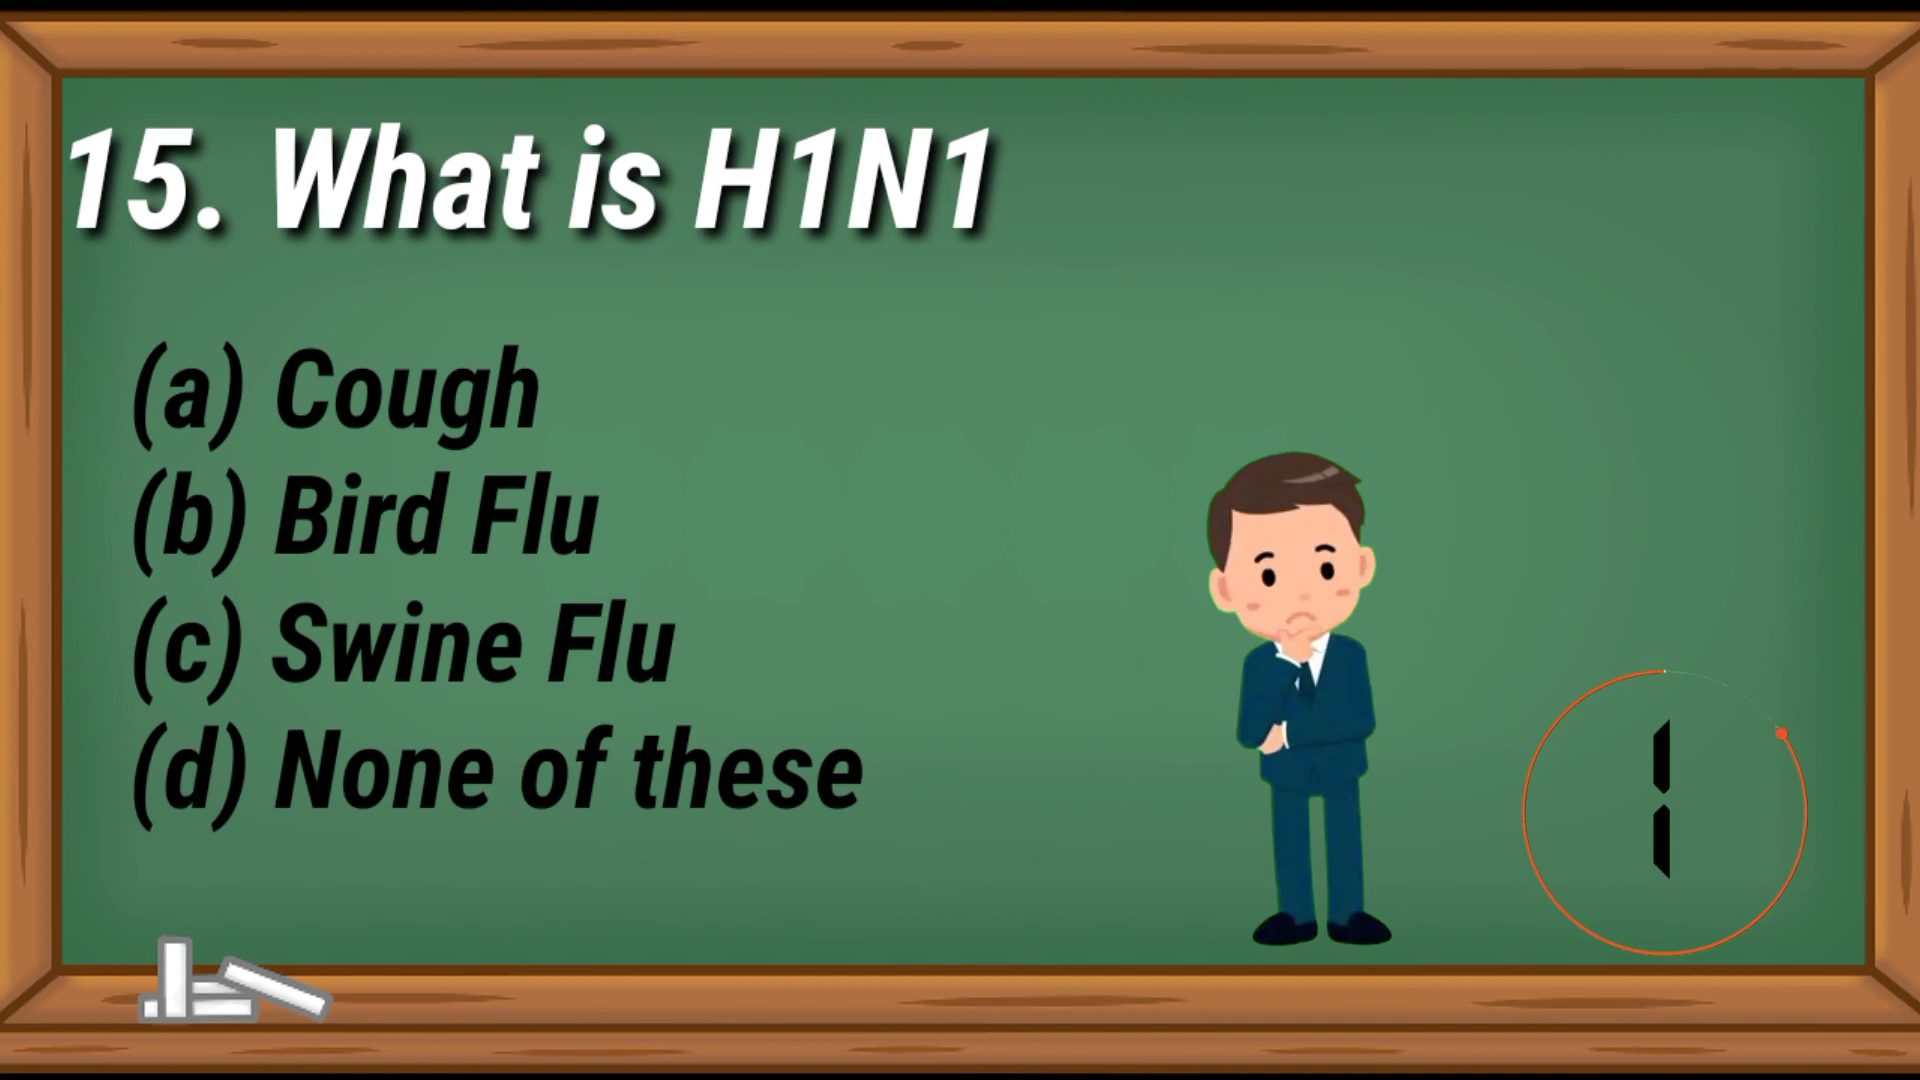 15. What is H1N1
(a) Cough
(b) Bird Flu
(c) Swine Flu
(d) None of these
1